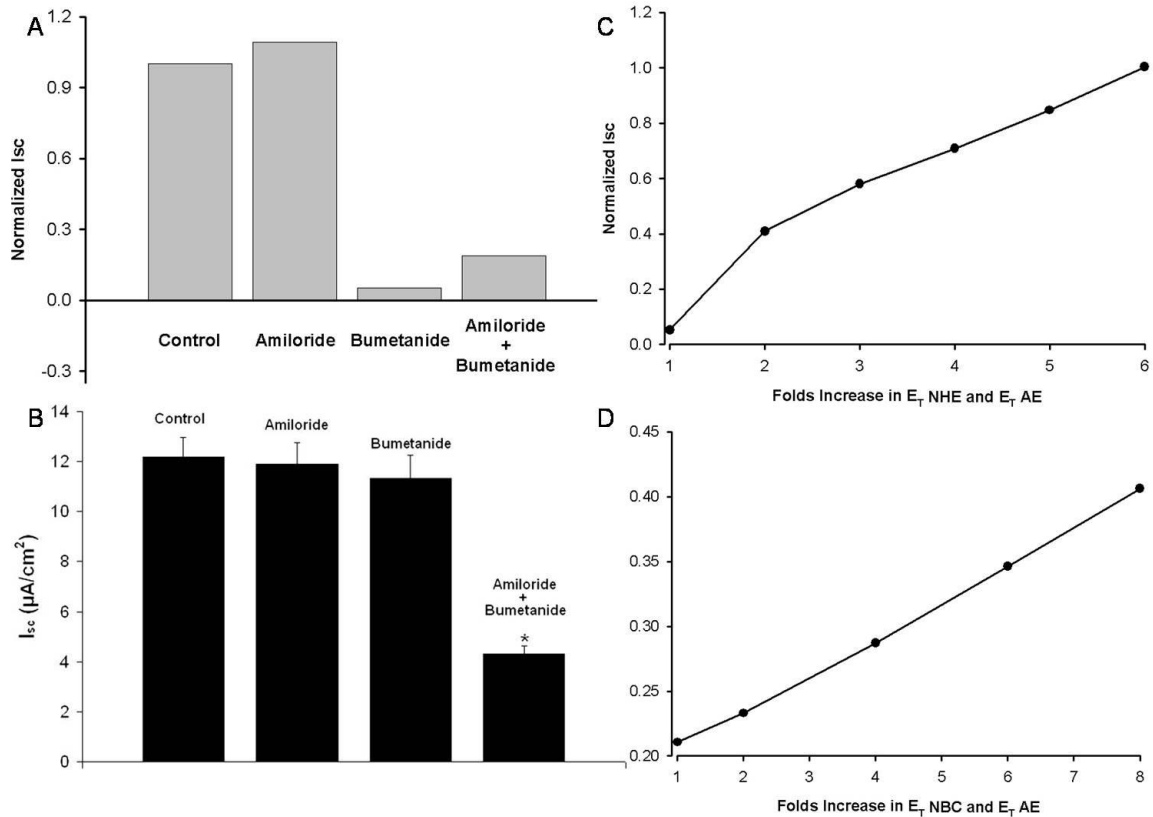 A
1.2
0.9
0.6
0.3
0.0
-0.3
Normalized Isc
Control
Amiloride
Bumetanide
Amiloride
+
Bumetanide
B
14
12
10
8
6
4
2
0
Isc (µA/cm²)
Control
Amiloride
Bumetanide
Amiloride
+
Bumetanide
*
C
1.2
1.0
0.8
0.6
0.4
0.2
0.0
Normalized Isc
1 2 3 4 5 6
Folds Increase in ET NHE and ET AE
D
0.45
0.40
0.35
0.30
0.25
0.20
1 2 3 4 5 6 7 8
Folds Increase in ET NBC and ET AE